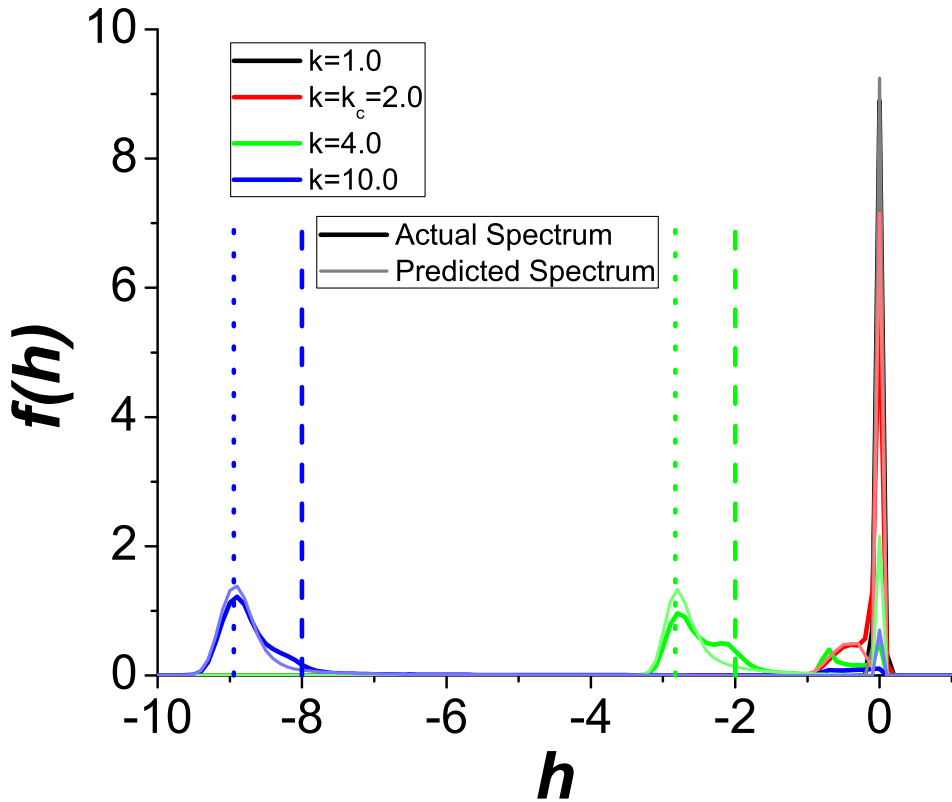 10
8
6
4
2
0
f(h)
k=1.0
k=k_c=2.0
k=4.0
k=10.0
Actual Spectrum
Predicted Spectrum
-10 -8 -6 -4 -2 0
h